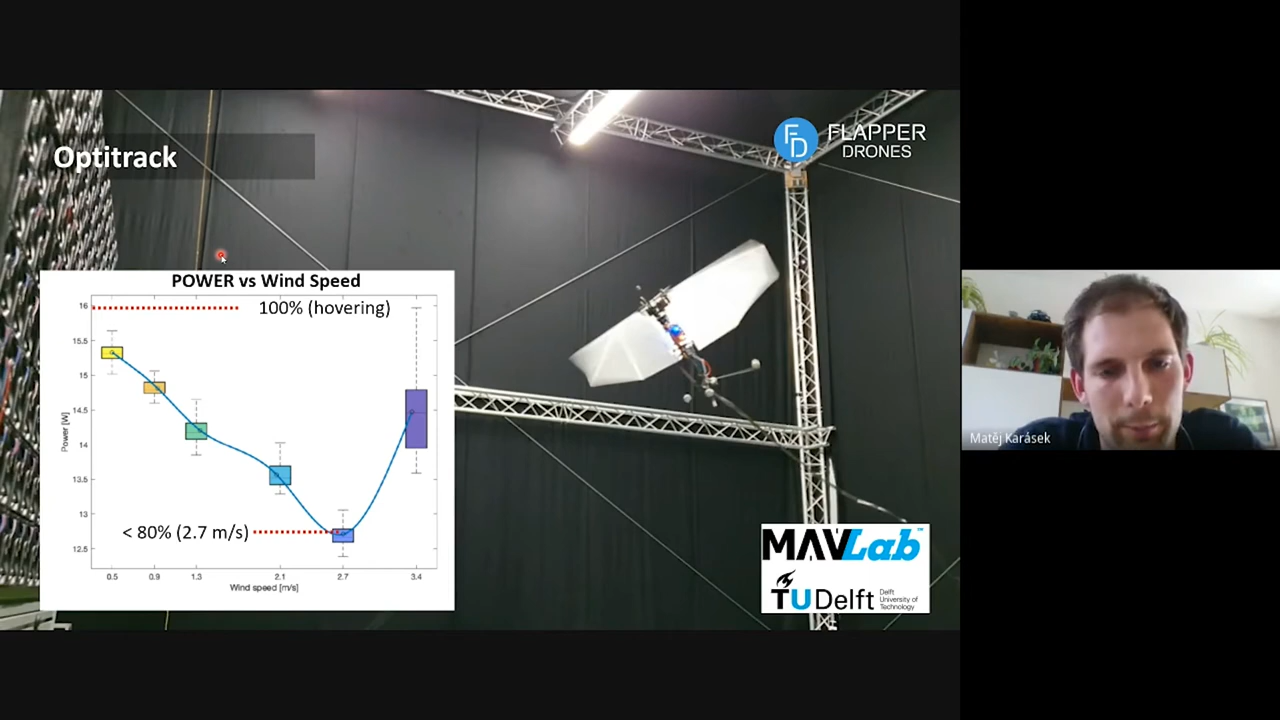 Optitrack
FD
FLAPPER
DRONES
POWER vs Wind Speed
100% (hovering)
16
15.5
15
14.5
14
13.5
13
12.5
Power [W]
< 80% (2.7 m/s)
0.5 0.9 1.3 2.1 2.7 3.4
Wind speed [m/s]
MAVLab™
TUDelft
Delft
University of
Technology
Matěj Karásek